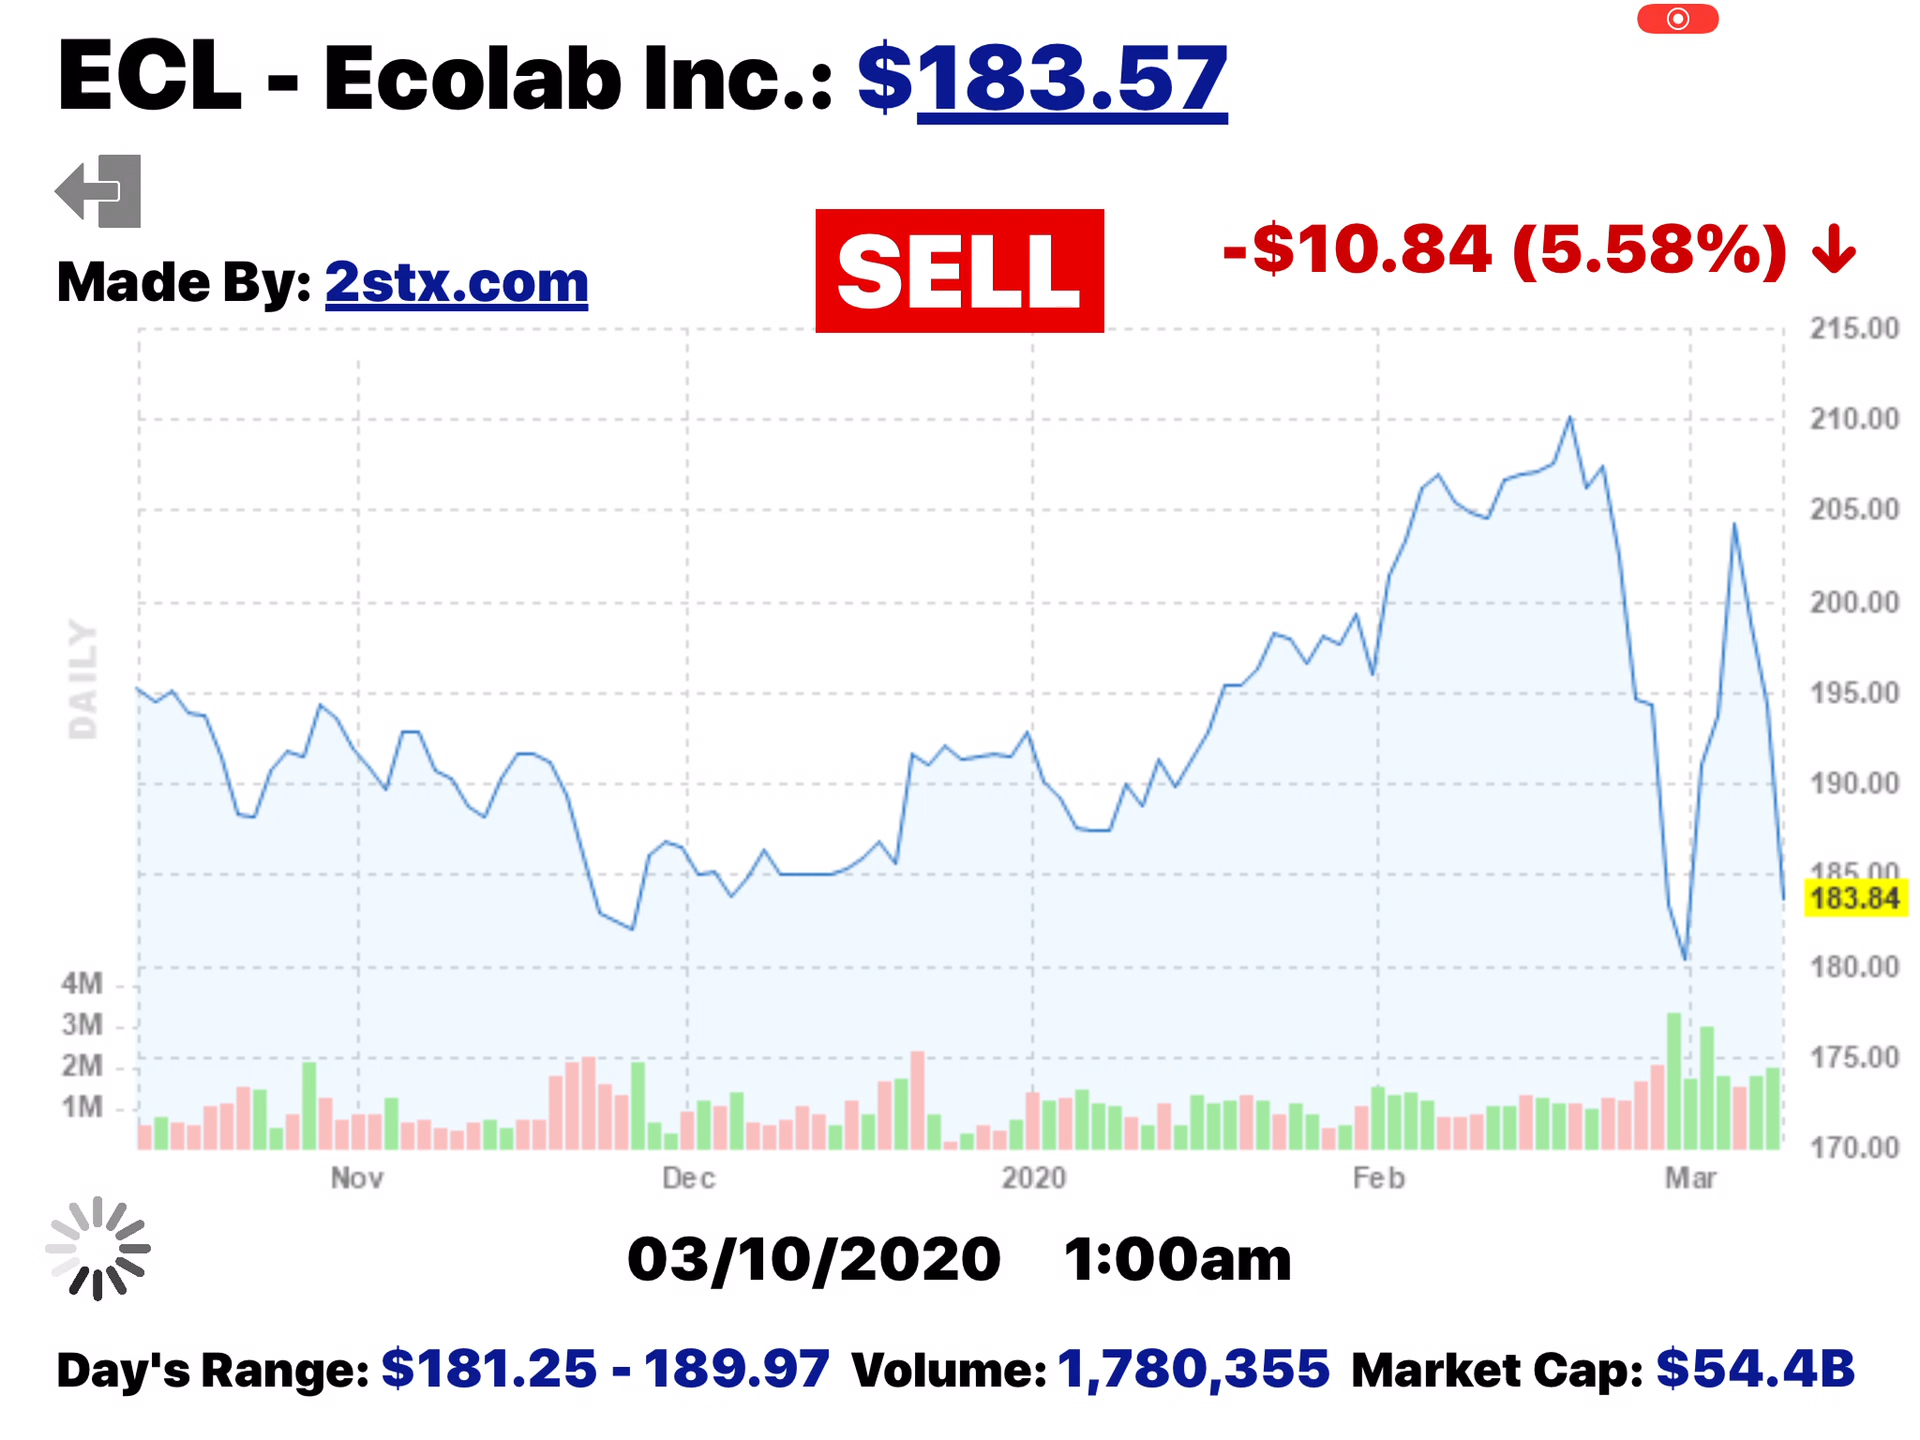 ECL - Ecolab Inc.: $183.57
Made By: 2stx.com
SELL
-$10.84 (5.58%) ↓
215.00
210.00
205.00
200.00
195.00
190.00
185.00
183.84
180.00
175.00
170.00
DAILY
4M
3M
2M
1M
Nov Dec 2020 Feb Mar
03/10/2020 1:00am
Day's Range: $181.25 - 189.97 Volume: 1,780,355 Market Cap: $54.4B